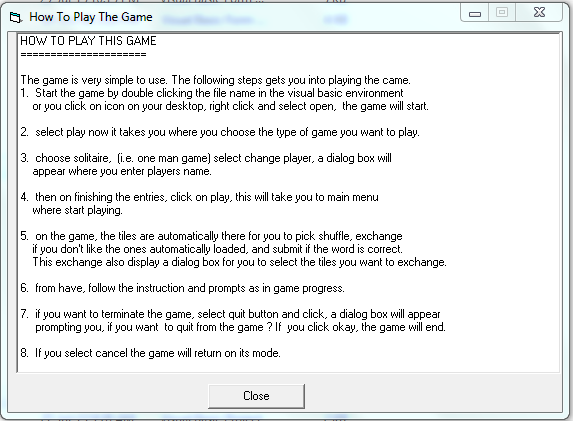 How To Play The Game
HOW TO PLAY THIS GAME
=====================
The game is very simple to use. The following steps gets you into playing the came.
1. Start the game by double clicking the file name in the visual basic environment
or you click on icon on your desktop, right click and select open, the game will start.
2. select play now it takes you where you choose the type of game you want to play.
3. choose solitaire, (i.e. one man game) select change player, a dialog box will
appear where you enter players name.
4. then on finishing the entries, click on play, this will take you to main menu
where start playing.
5. on the game, the tiles are automatically there for you to pick shuffle, exchange
if you don't like the ones automatically loaded, and submit if the word is correct.
This exchange also display a dialog box for you to select the tiles you want to exchange.
6. from have, follow the instruction and prompts as in game progress.
7. if you want to terminate the game, select quit button and click, a dialog box will appear
prompting you, if you want to quit from the game ? If you click okay, the game will end.
8. If you select cancel the game will return on its mode.
Close